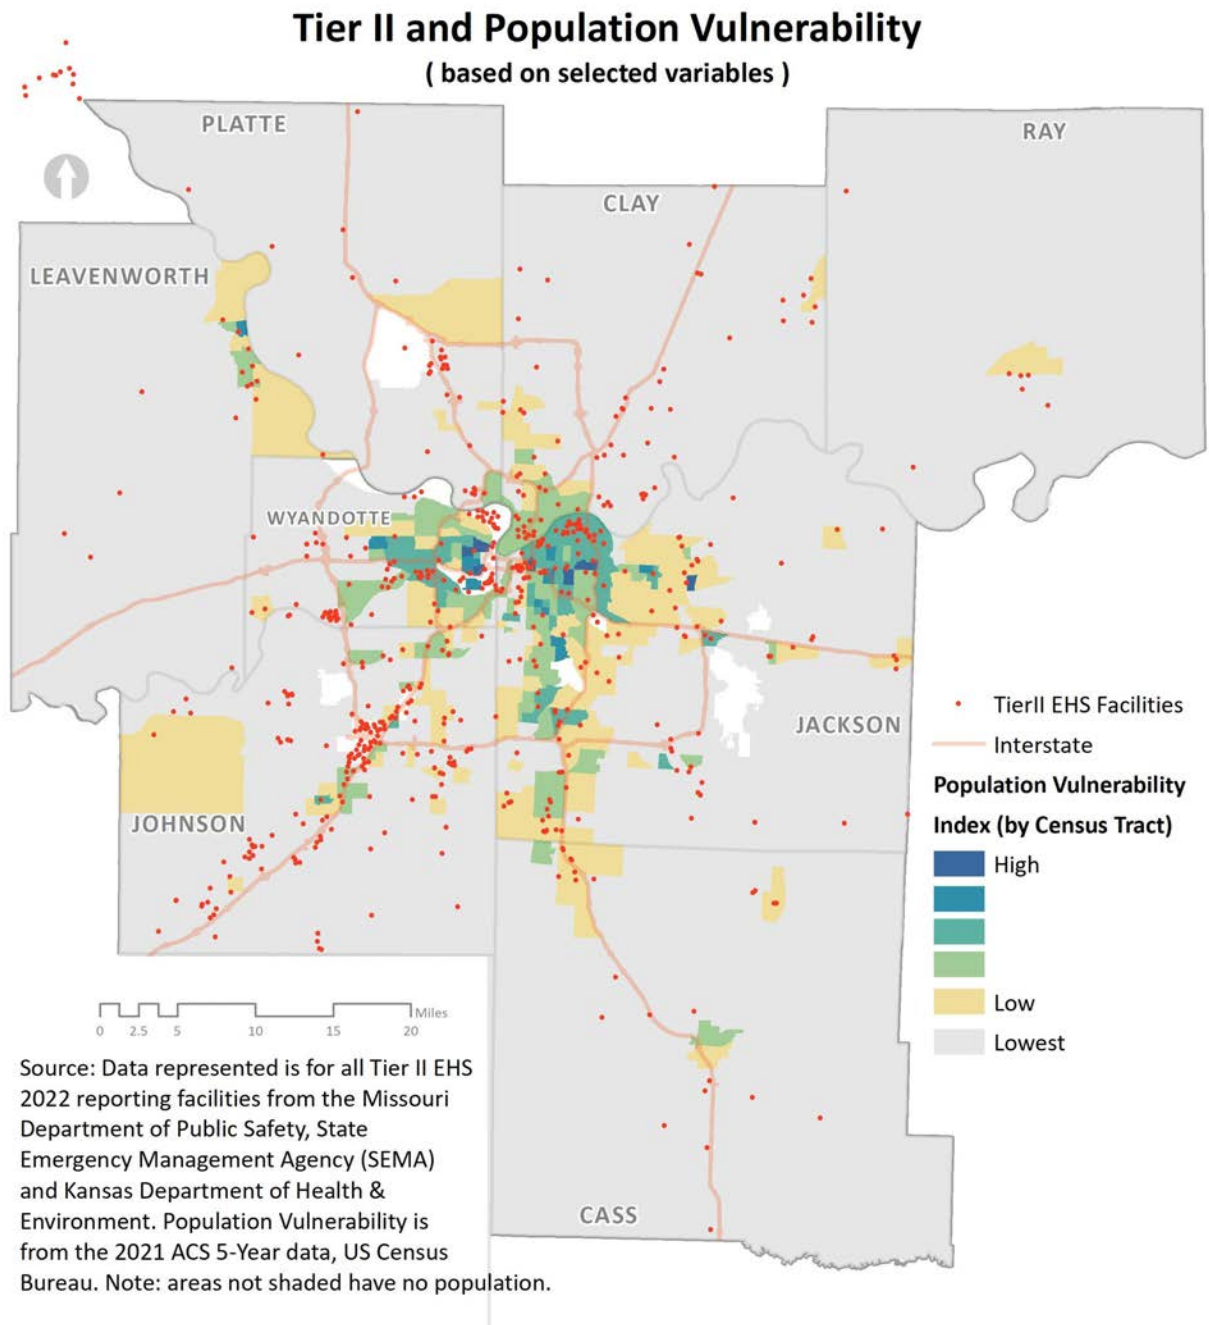 Tier II and Population Vulnerability
( based on selected variables )
PLATTE
RAY
CLAY
LEAVENWORTH
WYANDOTTE
JACKSON
JOHNSON
CASS
TierII EHS Facilities
Interstate
Population Vulnerability
Index (by Census Tract)
High
Low
Lowest
Miles
0 2.5 5 10 15 20
Source: Data represented is for all Tier II EHS
2022 reporting facilities from the Missouri
Department of Public Safety, State
Emergency Management Agency (SEMA)
and Kansas Department of Health &
Environment. Population Vulnerability is
from the 2021 ACS 5-Year data, US Census
Bureau. Note: areas not shaded have no population.